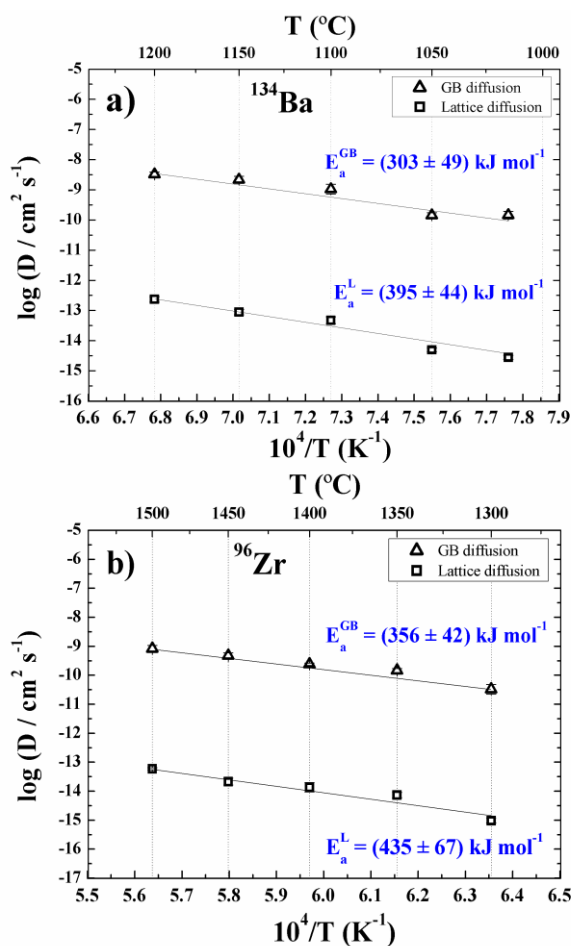 T (ºC)
1200 1150 1100 1050 1000
-5
-6
-7
-8
-9
-10
-11
-12
-13
-14
-15
-16
log (D / cm² s⁻¹)
a)
¹³⁴Ba
GB diffusion
Lattice diffusion
Eₐᴳᴮ = (303 ± 49) kJ mol⁻¹
Eₐᴸ = (395 ± 44) kJ mol⁻¹
6.6 6.7 6.8 6.9 7.0 7.1 7.2 7.3 7.4 7.5 7.6 7.7 7.8 7.9
10⁴/T (K⁻¹)
T (ºC)
1500 1450 1400 1350 1300
-5
-6
-7
-8
-9
-10
-11
-12
-13
-14
-15
-16
-17
log (D / cm² s⁻¹)
b)
⁹⁶Zr
GB diffusion
Lattice diffusion
Eₐᴳᴮ = (356 ± 42) kJ mol⁻¹
Eₐᴸ = (435 ± 67) kJ mol⁻¹
5.5 5.6 5.7 5.8 5.9 6.0 6.1 6.2 6.3 6.4 6.5
10⁴/T (K⁻¹)